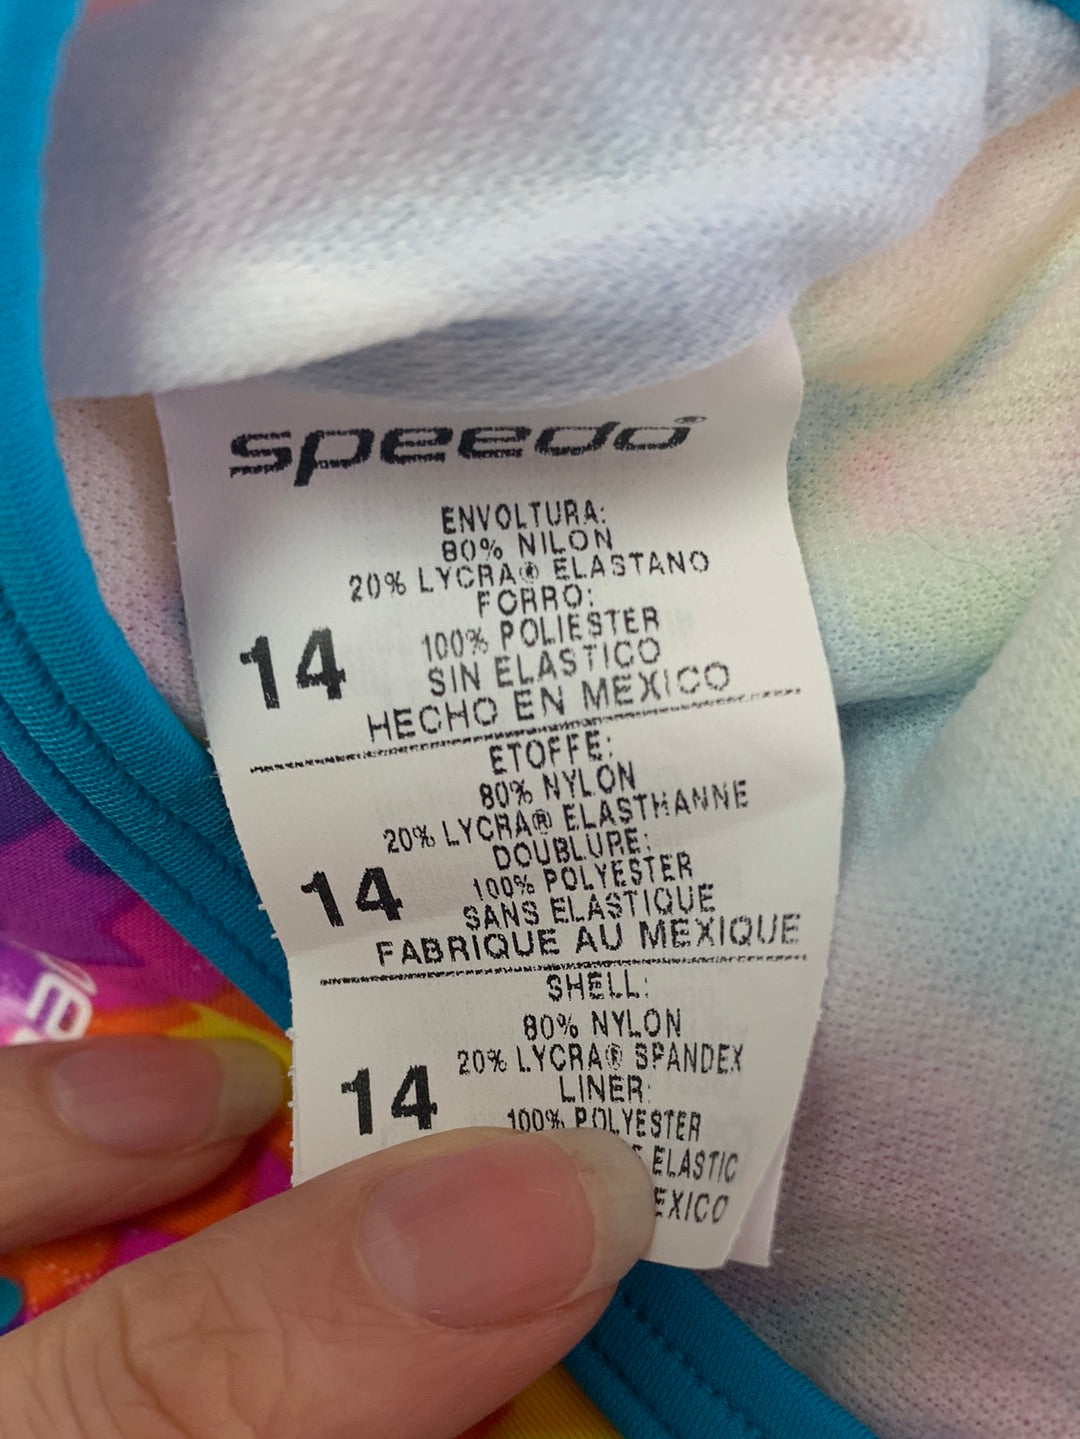 speedo®
ENVOLTURA:
80% NILON
20% LYCRA® ELASTANO
FORRO:
100% POLIESTER
SIN ELASTICO
HECHO EN MEXICO
14
ETOFFE:
80% NYLON
20% LYCRA® ELASTHANNE
DOUBLURE:
100% POLYESTER
SANS ELASTIQUE
FABRIQUE AU MEXIQUE
14
SHELL:
80% NYLON
20% LYCRA® SPANDEX
LINER:
100% POLYESTER
ELASTIC
14